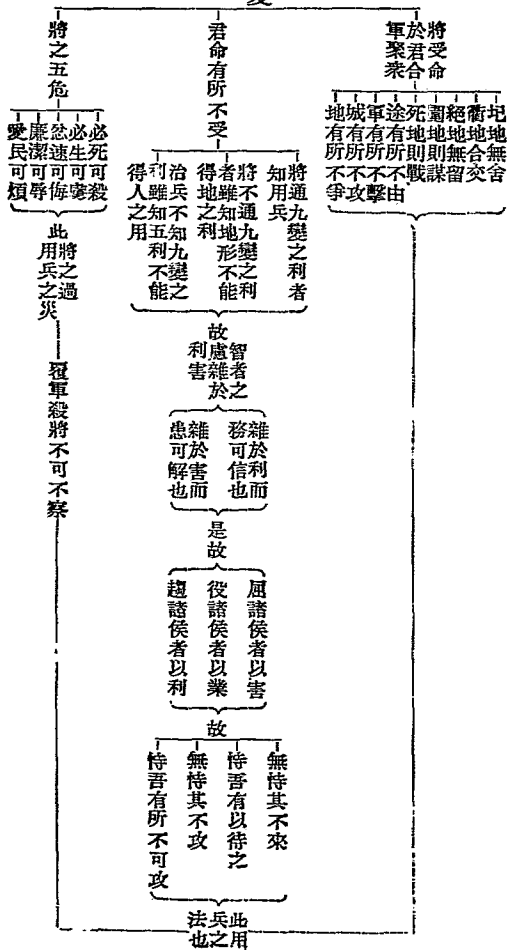 將受命
於君合
軍聚衆
圮地無舍
衢地合交
絕地無留
圍地則謀
死地則戰
途有所不由
軍有所不擊
城有所不攻
地有所不爭
君命有所不受
將通九變之利者
知用兵
將不通九變之利
者雖知地形不能
得地之利
治兵不知九變之
利雖知五利不能
得人之用
故
智者之
慮雜於
利害
雜於利而
務可信也
雜於害而
患可解也
是故
屈諸侯者以害
役諸侯者以業
趨諸侯者以利
故
無恃其不來
恃吾有以待之
無恃其不攻
恃吾有所不可攻
此用
兵之
法也
將之五危
必死可殺
必生可虜
忿速可侮
廉潔可辱
愛民可煩
此
將之過
用兵之災
覆軍殺將不可不察